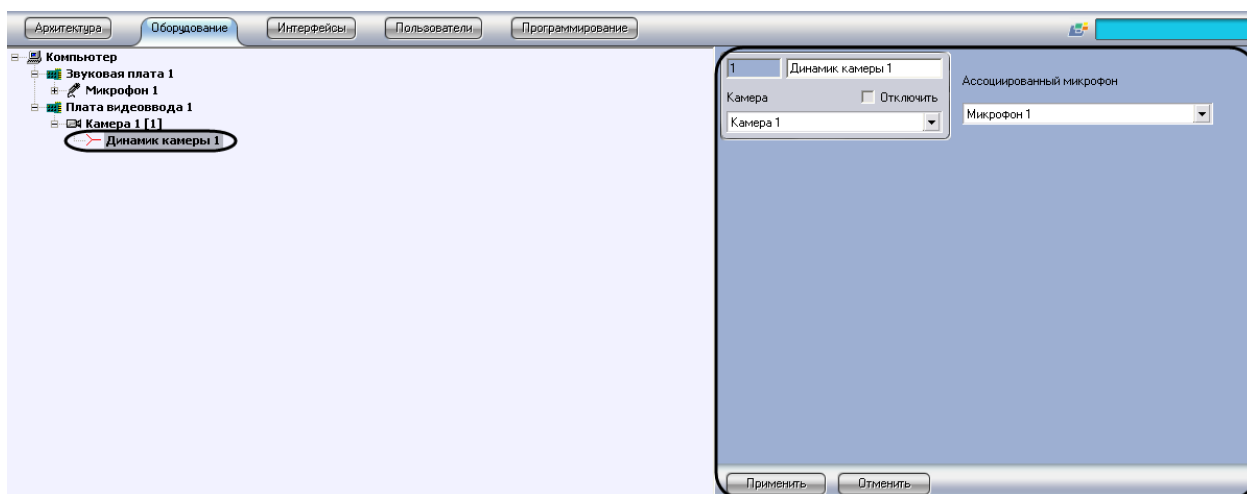 Архитектура Оборудование Интерфейсы Пользователи Программирование
Компьютер
Звуковая плата 1
Микрофон 1
Плата видеоввода 1
Камера 1 [1]
Динамик камеры 1
1 Динамик камеры 1
Камера Отключить
Камера 1
Ассоциированный микрофон
Микрофон 1
Применить Отменить